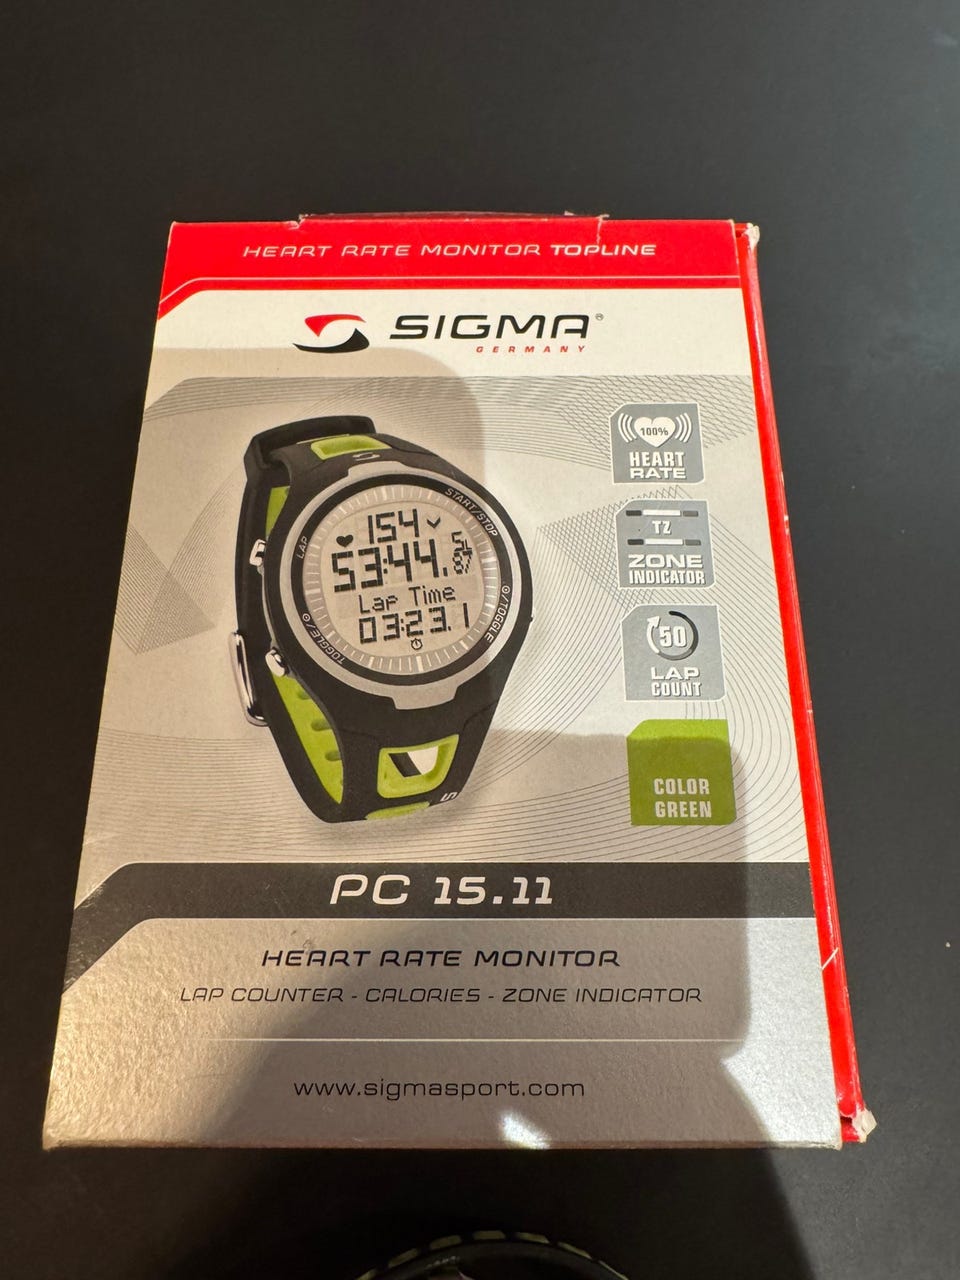 HEART RATE MONITOR TOPLINE
SIGMA®
GERMANY
100%
HEART
RATE
START/STOP
LAP
154
53:44.
Lap Time
03:23.1
TOGGLE
TOGGLE
TZ
ZONE
INDICATOR
50
LAP
COUNT
COLOR
GREEN
PC 15.11
HEART RATE MONITOR
LAP COUNTER - CALORIES - ZONE INDICATOR
www.sigmasport.com